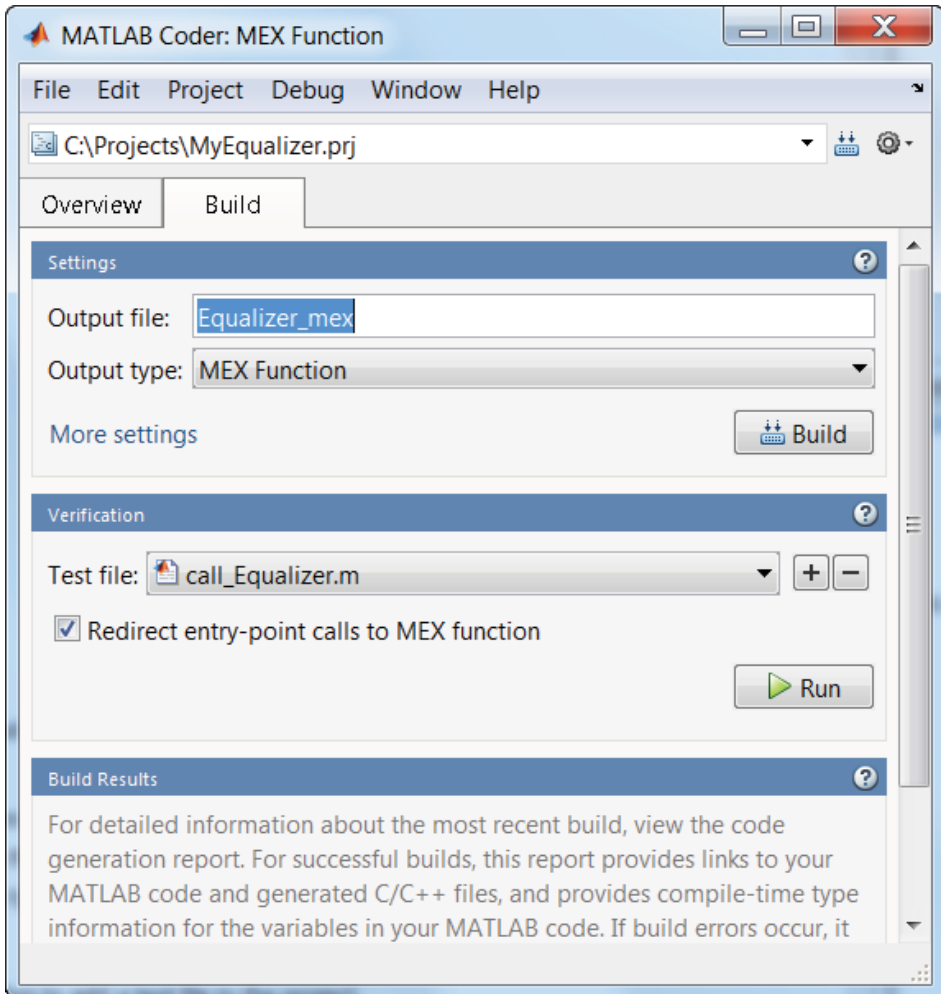 MATLAB Coder: MEX Function
File Edit Project Debug Window Help
C:\Projects\MyEqualizer.prj
Overview Build
Settings
Output file: Equalizer_mex
Output type: MEX Function
More settings Build
Verification
Test file: call_Equalizer.m + −
Redirect entry-point calls to MEX function
Run
Build Results
For detailed information about the most recent build, view the code
generation report. For successful builds, this report provides links to your
MATLAB code and generated C/C++ files, and provides compile-time type
information for the variables in your MATLAB code. If build errors occur, it